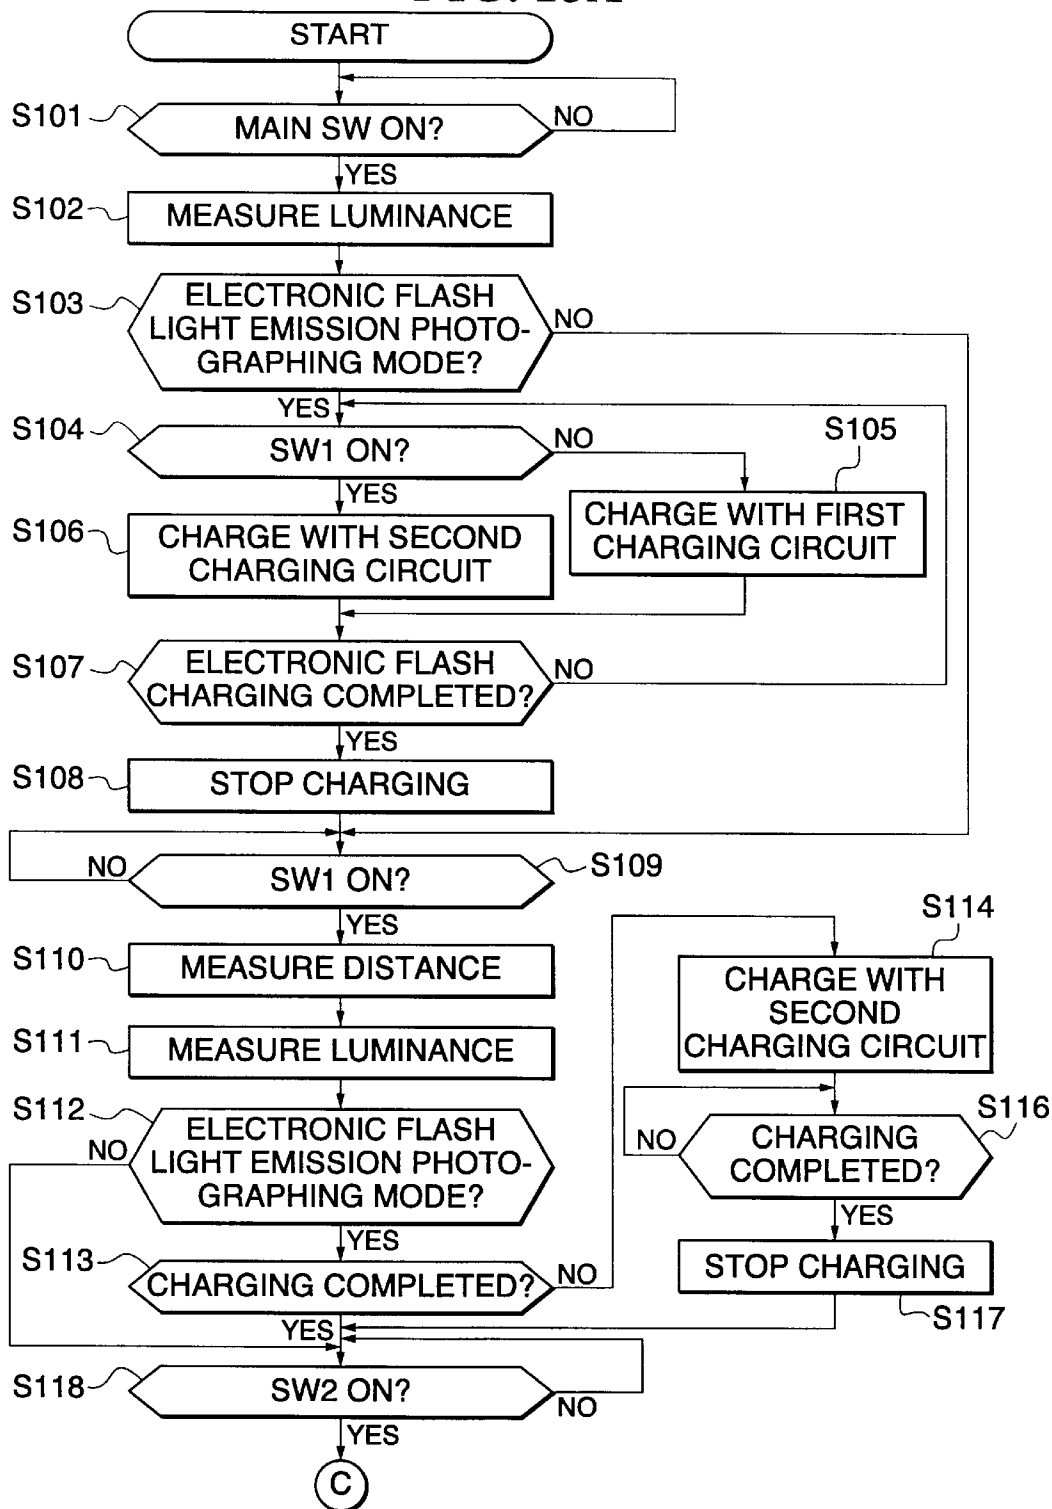 START
S101
MAIN SW ON?
NO
YES
S102
MEASURE LUMINANCE
S103
ELECTRONIC FLASH
LIGHT EMISSION PHOTO-
GRAPHING MODE?
NO
YES
S104
SW1 ON?
NO
S105
YES
CHARGE WITH FIRST
CHARGING CIRCUIT
S106
CHARGE WITH SECOND
CHARGING CIRCUIT
S107
ELECTRONIC FLASH
CHARGING COMPLETED?
NO
YES
S108
STOP CHARGING
NO
SW1 ON?
S109
YES
S110
MEASURE DISTANCE
S111
MEASURE LUMINANCE
S112
NO
ELECTRONIC FLASH
LIGHT EMISSION PHOTO-
GRAPHING MODE?
YES
S113
CHARGING COMPLETED?
NO
YES
S114
CHARGE WITH
SECOND
CHARGING CIRCUIT
S116
NO
CHARGING
COMPLETED?
YES
STOP CHARGING
S117
S118
SW2 ON?
NO
YES
C